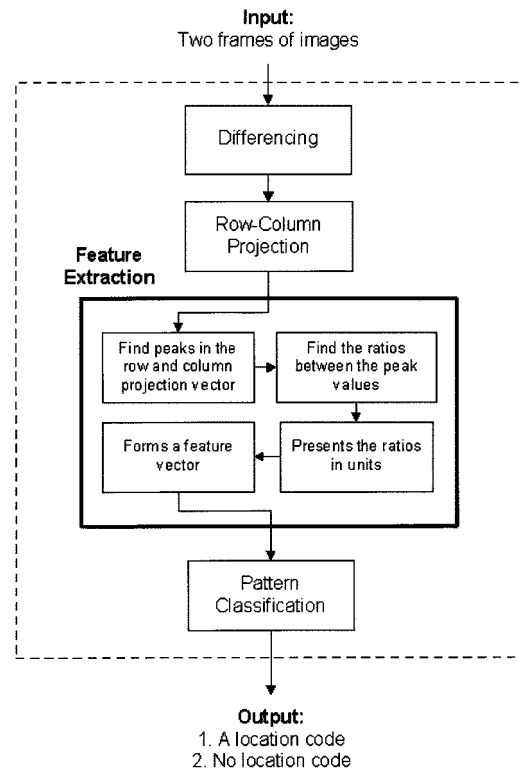 Input:
Two frames of images
Differencing
Row-Column
Projection
Feature
Extraction
Find peaks in the
row and column
projection vector
Find the ratios
between the peak
values
Forms a feature
vector
Presents the ratios
in units
Pattern
Classification
Output:
1. A location code
2. No location code